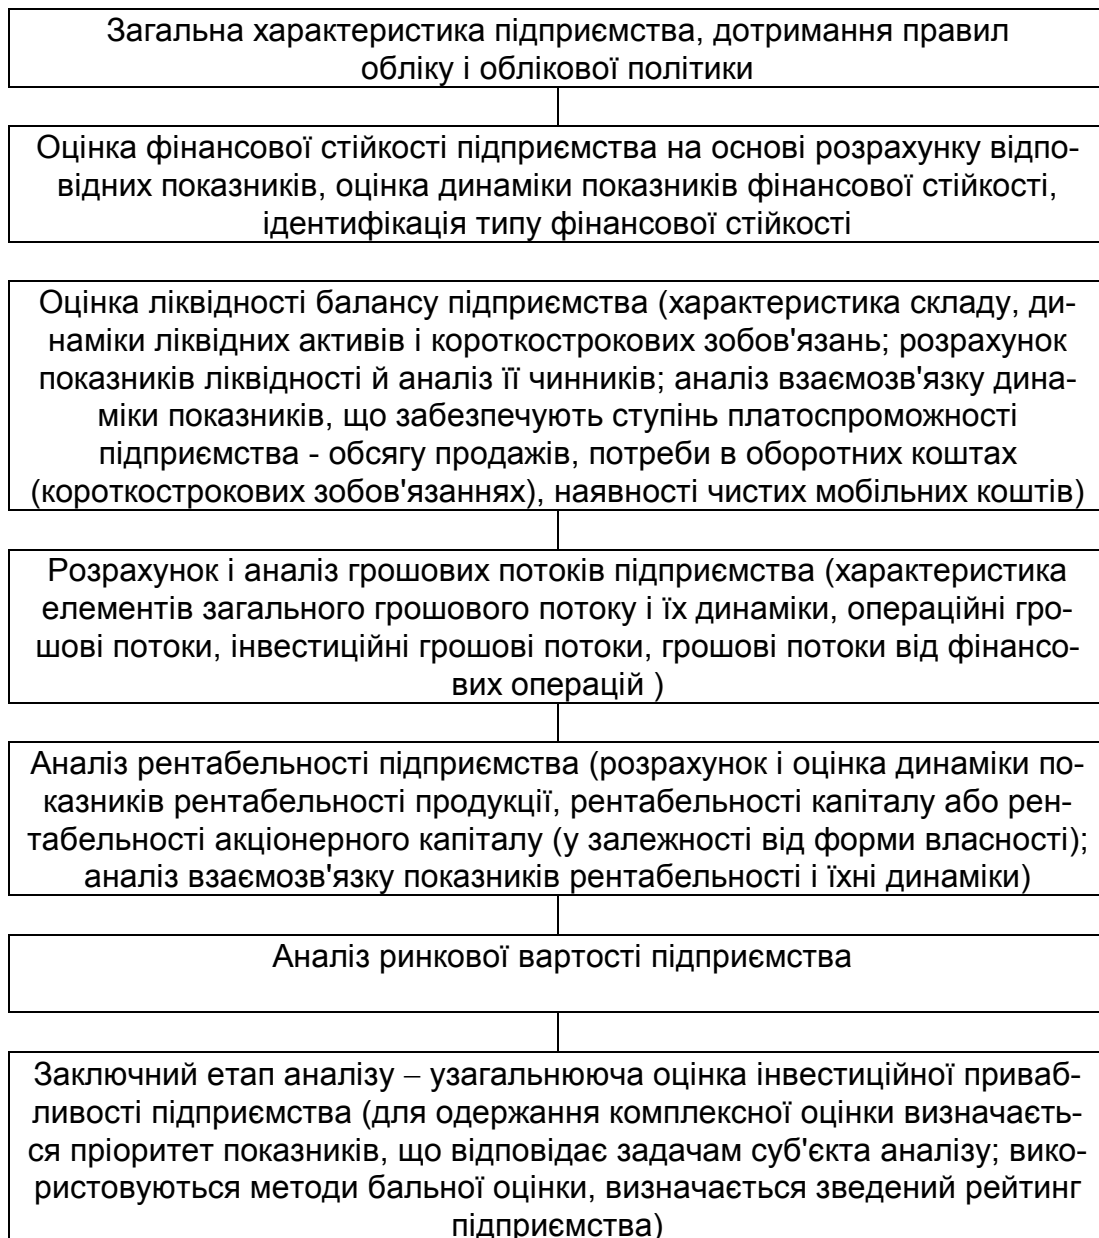 Загальна характеристика підприємства, дотримання правил
обліку і облікової політики
Оцінка фінансової стійкості підприємства на основі розрахунку відпо-
відних показників, оцінка динаміки показників фінансової стійкості,
ідентифікація типу фінансової стійкості
Оцінка ліквідності балансу підприємства (характеристика складу, ди-
наміки ліквідних активів і короткострокових зобов'язань; розрахунок
показників ліквідності й аналіз її чинників; аналіз взаємозв'язку дина-
міки показників, що забезпечують ступінь платоспроможності
підприємства - обсягу продажів, потреби в оборотних коштах
(короткострокових зобов'язаннях), наявності чистих мобільних коштів)
Розрахунок і аналіз грошових потоків підприємства (характеристика
елементів загального грошового потоку і їх динаміки, операційні гро-
шові потоки, інвестиційні грошові потоки, грошові потоки від фінансо-
вих операцій )
Аналіз рентабельності підприємства (розрахунок і оцінка динаміки по-
казників рентабельності продукції, рентабельності капіталу або рен-
табельності акціонерного капіталу (у залежності від форми власності);
аналіз взаємозв'язку показників рентабельності і їхні динаміки)
Аналіз ринкової вартості підприємства
Заключний етап аналізу – узагальнююча оцінка інвестиційної приваб-
ливості підприємства (для одержання комплексної оцінки визначаєть-
ся пріоритет показників, що відповідає задачам суб'єкта аналізу; вико-
ристовуються методи бальної оцінки, визначається зведений рейтинг
підприємства)